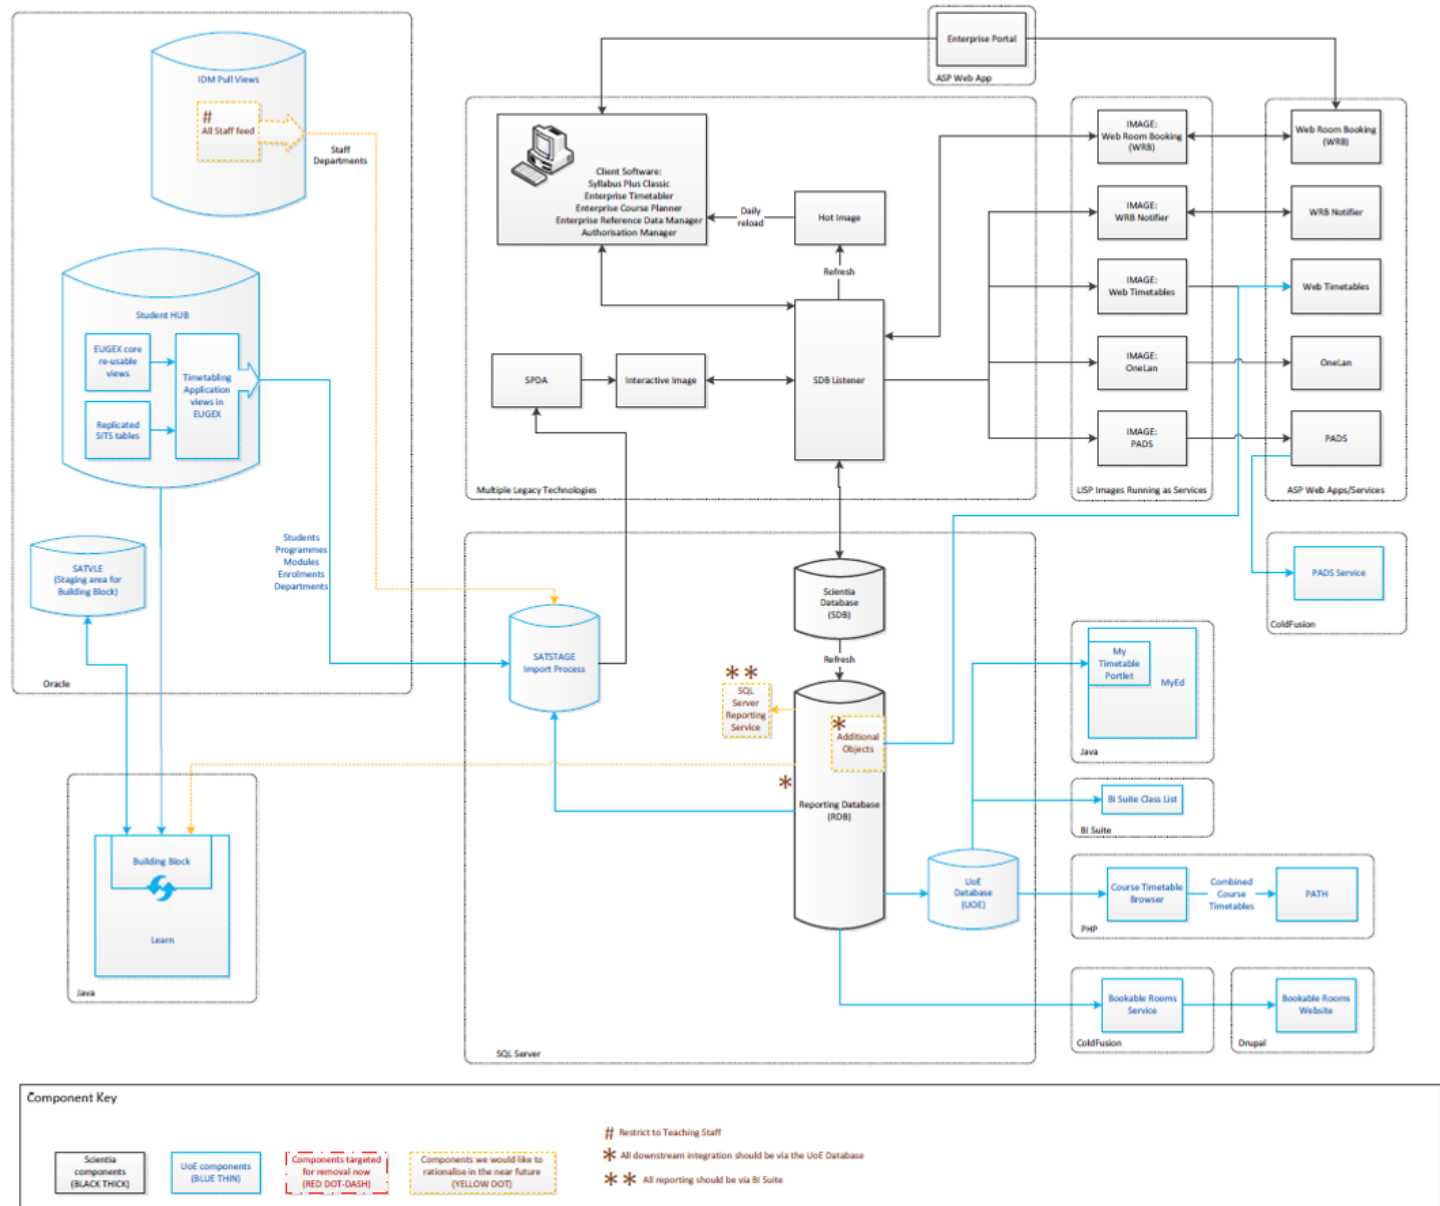 Enterprise Portal
ASP Web App
IDM Pull Views
#
All Staff feed
Staff
Departments
Client Software:
Syllabus Plus Classic
Enterprise Timetabler
Enterprise Course Planner
Enterprise Reference Data Manager
Authorisation Manager
Daily
reload
Hot Image
Refresh
IMAGE:
Web Room Booking
(WRB)
Web Room Booking
(WRB)
IMAGE:
WRB Notifier
WRB Notifier
IMAGE:
Web Timetables
Web Timetables
IMAGE:
OneLan
OneLan
IMAGE:
PADS
PADS
Student HUB
EUGEX core
re-usable
views
Replicated
SITS tables
Timetabling
Application
views in
EUGEX
SPDA
Interactive Image
SDB Listener
Multiple Legacy Technologies
LISP Images Running as Services
ASP Web Apps/Services
SATVLE
(Staging area for
Building Block)
Students
Programmes
Modules
Enrolments
Departments
Oracle
PADS Service
ColdFusion
Scientia
Database
(SDB)
Refresh
SATSTAGE
Import Process
* *
SQL
Server
Reporting
Service
*
Additional
Objects
*
Reporting Database
(RDB)
My
Timetable
Portlet
MyEd
Java
BI Suite Class List
BI Suite
UoE
Database
(UOE)
Course Timetable
Browser
Combined
Course
Timetables
PATH
PHP
Building Block
Learn
Java
Bookable Rooms
Service
ColdFusion
Bookable Rooms
Website
Drupal
SQL Server
Component Key
Scientia
components
(BLACK THICK)
UoE components
(BLUE THIN)
Components targeted
for removal now
(RED DOT-DASH)
Components we would like to
rationalise in the near future
(YELLOW DOT)
# Restrict to Teaching Staff
* All downstream integration should be via the UoE Database
* * All reporting should be via BI Suite